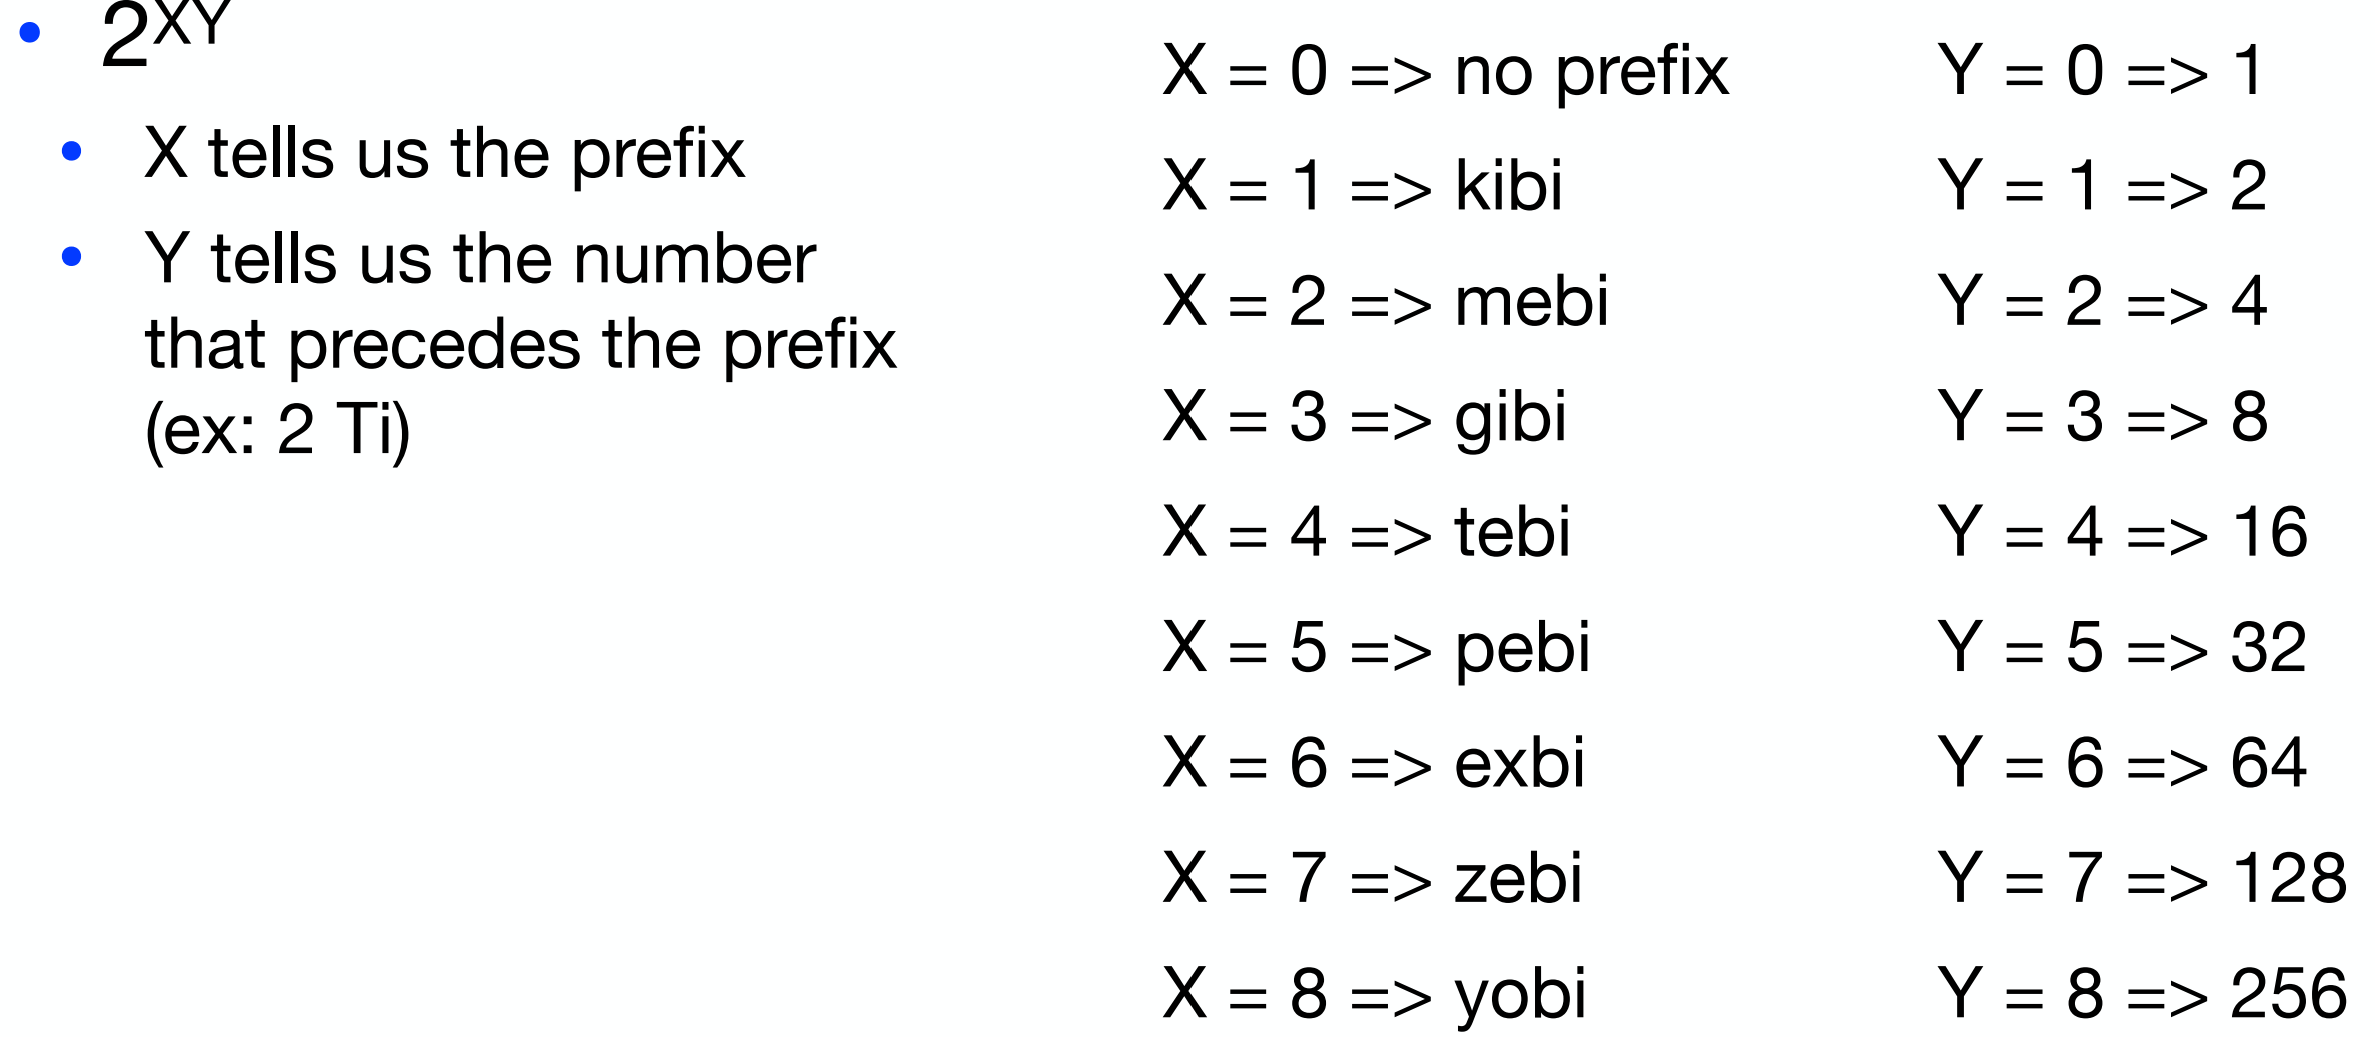 • 2^XY
• X tells us the prefix
• Y tells us the number
that precedes the prefix
(ex: 2 Ti)
X = 0 => no prefix
X = 1 => kibi
X = 2 => mebi
X = 3 => gibi
X = 4 => tebi
X = 5 => pebi
X = 6 => exbi
X = 7 => zebi
X = 8 => yobi
Y = 0 => 1
Y = 1 => 2
Y = 2 => 4
Y = 3 => 8
Y = 4 => 16
Y = 5 => 32
Y = 6 => 64
Y = 7 => 128
Y = 8 => 256